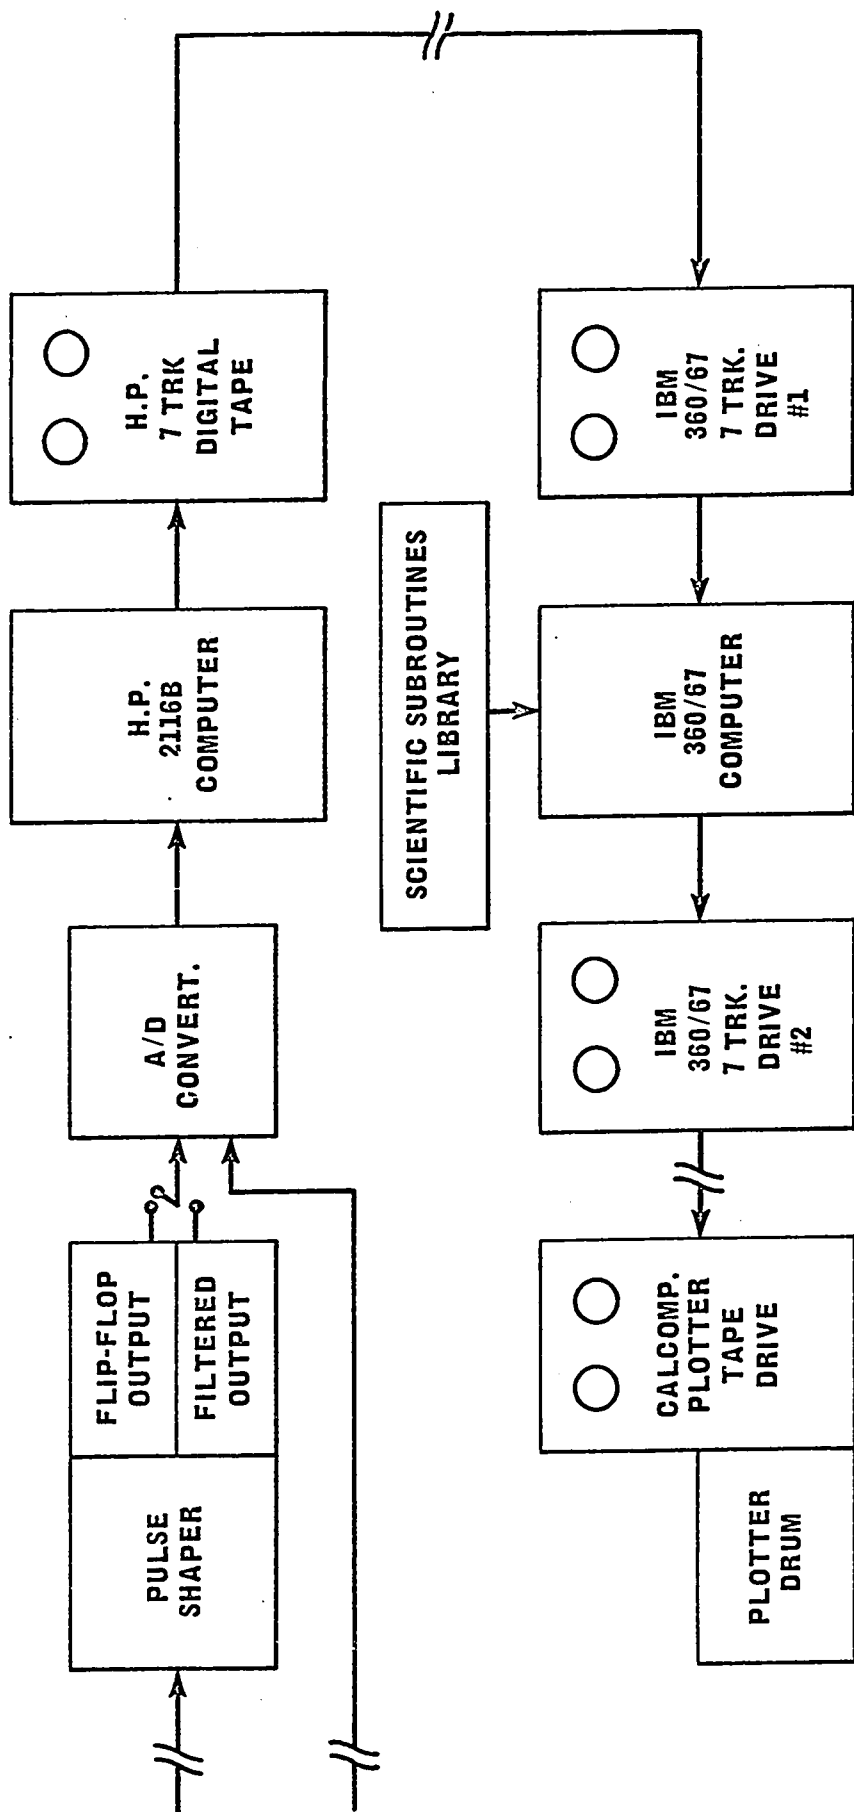 PULSE
SHAPER
FLIP-FLOP
OUTPUT
FILTERED
OUTPUT
A/D
CONVERT.
H.P.
2116B
COMPUTER
H.P.
7 TRK
DIGITAL
TAPE
SCIENTIFIC SUBROUTINES
LIBRARY
PLOTTER
DRUM
CALCOMP.
PLOTTER
TAPE
DRIVE
IBM
360/67
7 TRK.
DRIVE
#2
IBM
360/67
COMPUTER
IBM
360/67
7 TRK.
DRIVE
#1